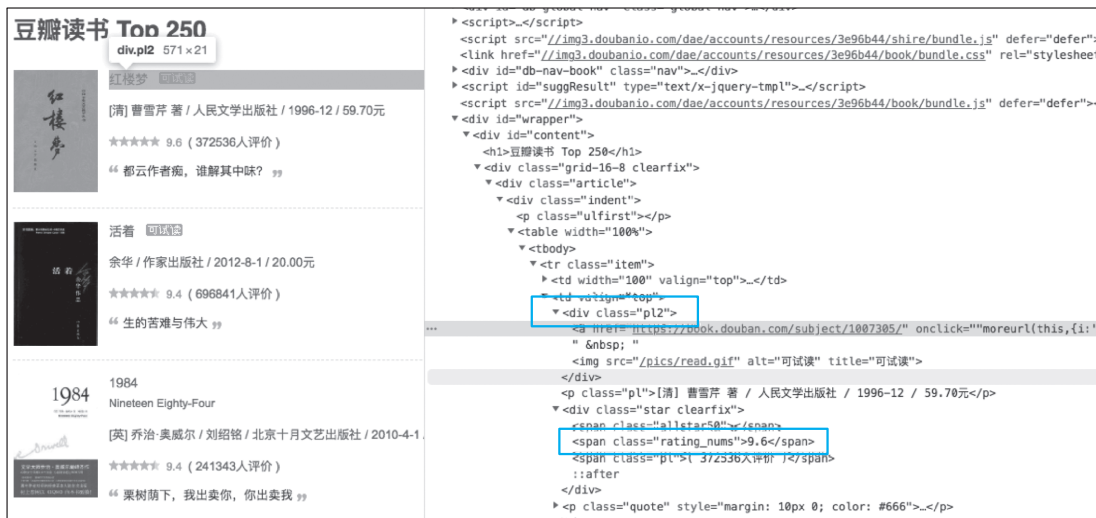 豆瓣读书 Top 250
div.pl2 571×21
红楼梦 可试读
[清] 曹雪芹 著 / 人民文学出版社 / 1996-12 / 59.70元
9.6 ( 372536人评价 )
“ 都云作者痴，谁解其中味？ ”
红楼梦
活着 可试读
余华 / 作家出版社 / 2012-8-1 / 20.00元
9.4 ( 696841人评价 )
“ 生的苦难与伟大 ”
活着
1984
Nineteen Eighty-Four
[英] 乔治·奥威尔 / 刘绍铭 / 北京十月文艺出版社 / 2010-4-1
9.4 ( 241343人评价 )
“ 栗树荫下，我出卖你，你出卖我 ”
1984
<script>…</script>
<script src="//img3.doubanio.com/dae/accounts/resources/3e96b44/shire/bundle.js" defer="defer">
<link href="//img3.doubanio.com/dae/accounts/resources/3e96b44/shire/bundle.css" rel="stylesheet
<div id="db-nav-book" class="nav">…</div>
<script id="suggResult" type="text/x-jquery-tmpl">…</script>
<script src="//img3.doubanio.com/dae/accounts/resources/3e96b44/book/bundle.js" defer="defer"><
<div id="wrapper">
<div id="content">
<h1>豆瓣读书 Top 250</h1>
<div class="grid-16-8 clearfix">
<div class="article">
<div class="indent">
<p class="ulfirst"></p>
<table width="100%">
<tbody>
<tr class="item">
<td width="100" valign="top">…</td>
<td valign="top">
<div class="pl2">
<a href="https://book.douban.com/subject/1007305/" onclick=""moreurl(this,{i:'
" &nbsp; "
<img src="/pics/read.gif" alt="可试读" title="可试读">
</div>
<p class="pl">[清] 曹雪芹 著 / 人民文学出版社 / 1996-12 / 59.70元</p>
<div class="star clearfix">
<span class="allstar50"></span>
<span class="rating_nums">9.6</span>
<span class="pl">( 372536人评价 )</span>
::after
</div>
<p class="quote" style="margin: 10px 0; color: #666">…</p>